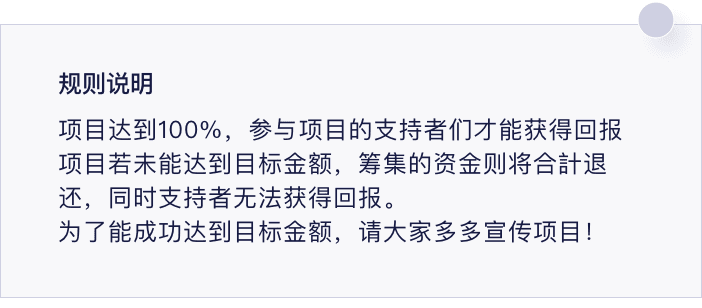 规则说明
项目达到100%，参与项目的支持者们才能获得回报
项目若未能达到目标金额，筹集的资金则将合計退
还，同时支持者无法获得回报。
为了能成功达到目标金额，请大家多多宣传项目！